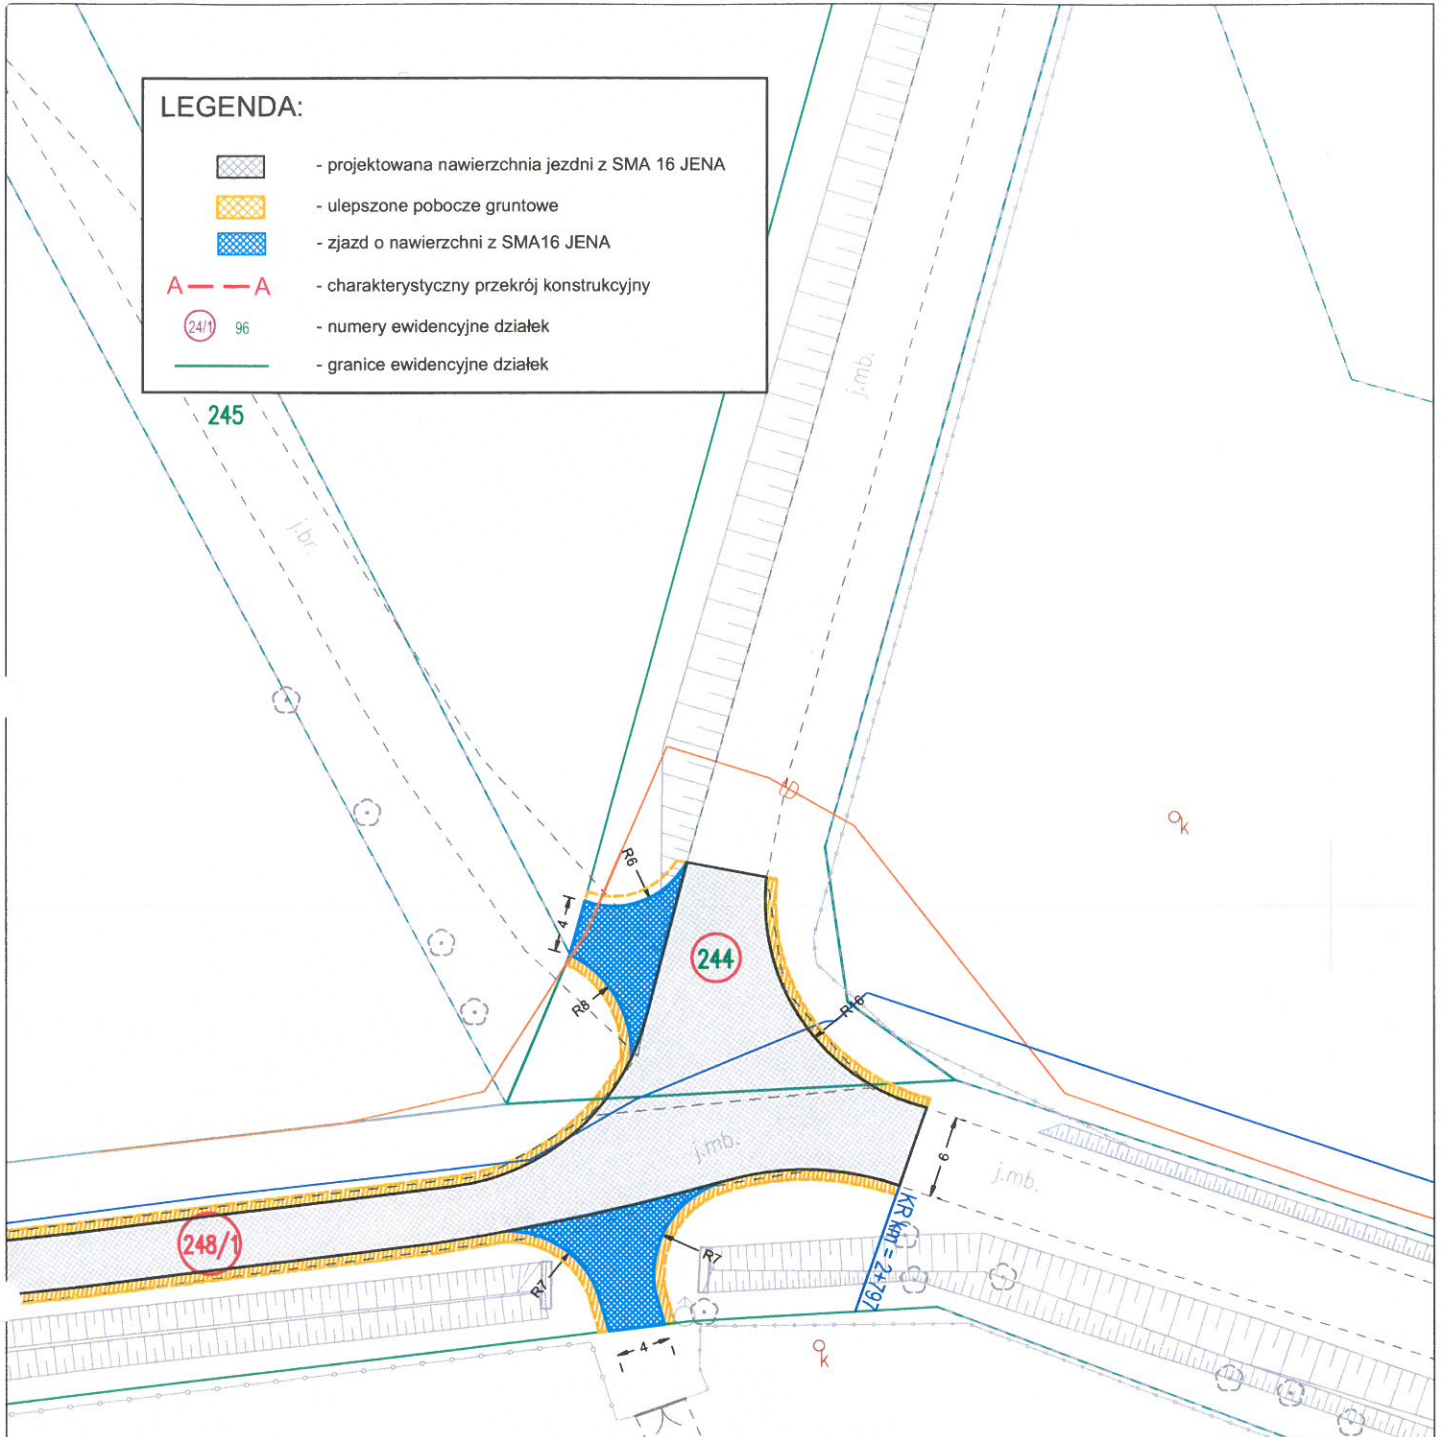 LEGENDA:
- projektowana nawierzchnia jezdni z SMA 16 JENA
- ulepszone pobocze gruntowe
- zjazd o nawierzchni z SMA16 JENA
A A - charakterystyczny przekrój konstrukcyjny
24/1 96 - numery ewidencyjne działek
- granice ewidencyjne działek
245
j.mb.
j.br.
k
R6
4
244
R8
R16
j.mb.
6
j.mb.
KR km = 2+797
248/1
R7
R7
4
k